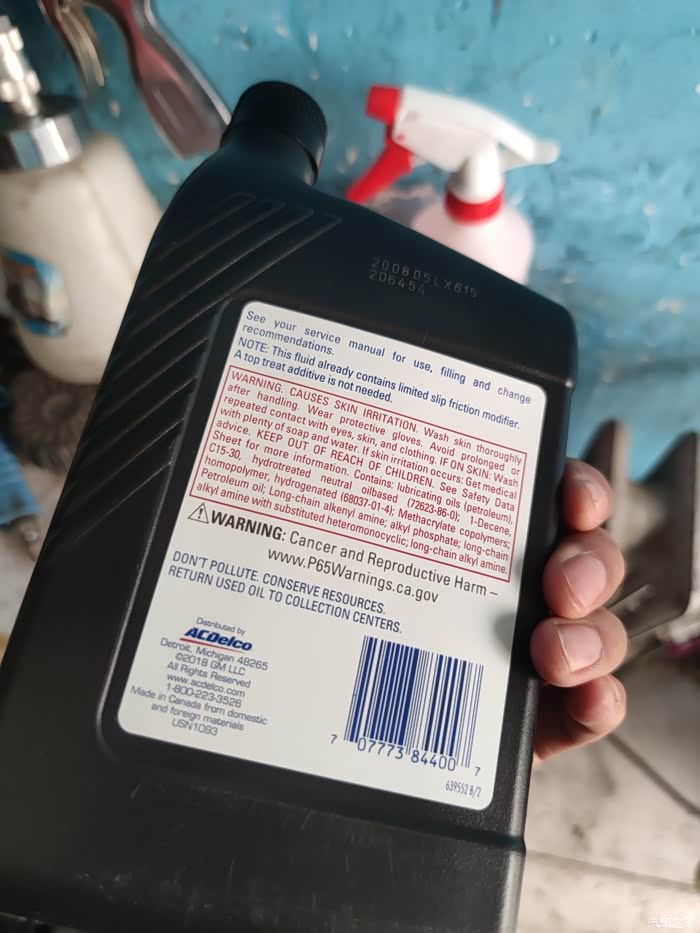 200805LX615
206454
See your service manual for use, filling and change
recommendations.
NOTE: This fluid already contains limited slip friction modifier.
A top treat additive is not needed.
WARNING. CAUSES SKIN IRRITATION. Wash skin thoroughly
after handling. Wear protective gloves. Avoid prolonged or
repeated contact with eyes, skin, and clothing. IF ON SKIN: Wash
with plenty of soap and water. If skin irritation occurs: Get medical
advice. KEEP OUT OF REACH OF CHILDREN. See Safety Data
Sheet for more information. Contains: lubricating oils (petroleum),
C15-30, hydrotreated neutral oilbased (72623-86-0); 1-Decene,
homopolymer, hydrogenated (68037-01-4); Methacrylate copolymers;
Petroleum oil; Long-chain alkenyl amine; alkyl phosphate; long-chain
alkyl amine with substituted heteromonocyclic; long-chain alkyl amine.
WARNING: Cancer and Reproductive Harm –
www.P65Warnings.ca.gov
DON'T POLLUTE. CONSERVE RESOURCES.
RETURN USED OIL TO COLLECTION CENTERS.
Distributed by
ACDelco
Detroit, Michigan 48265
©2018 GM LLC
All Rights Reserved
www.acdelco.com
1-800-223-3526
Made in Canada from domestic
and foreign materials
USN1093
7 07773 84400 7
639552 B/2
汽车之家